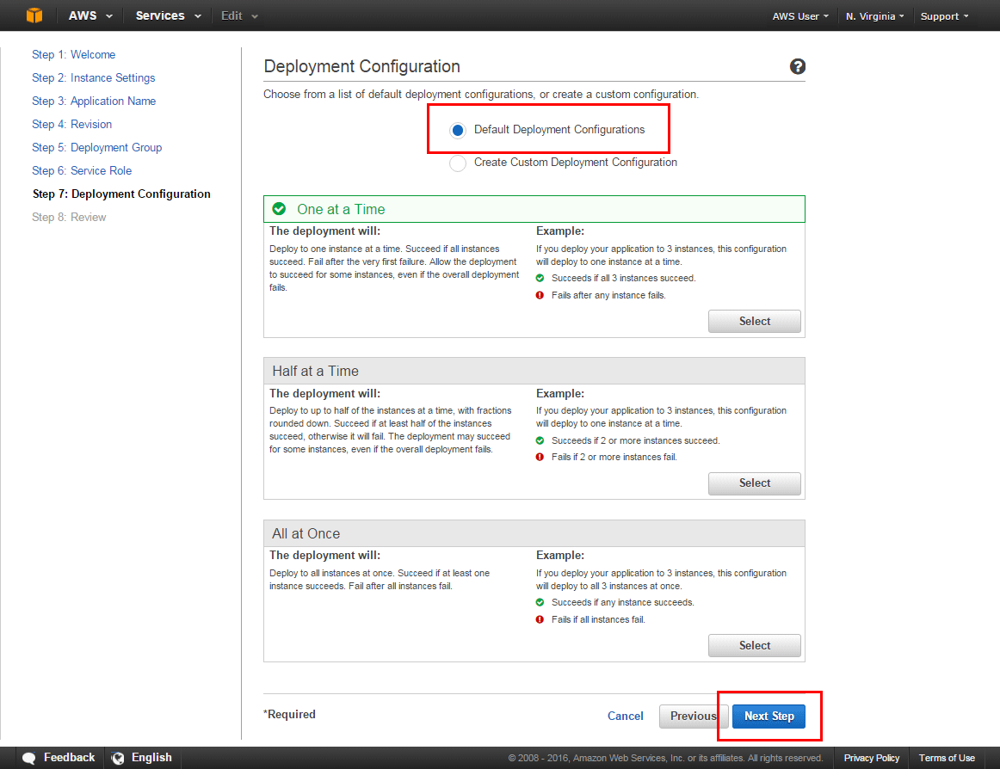 AWS Services Edit AWS User N. Virginia Support
Step 1: Welcome
Step 2: Instance Settings
Step 3: Application Name
Step 4: Revision
Step 5: Deployment Group
Step 6: Service Role
Step 7: Deployment Configuration
Step 8: Review
Deployment Configuration ?
Choose from a list of default deployment configurations, or create a custom configuration.
Default Deployment Configurations
Create Custom Deployment Configuration
One at a Time
The deployment will:
Deploy to one instance at a time. Succeed if all instances
succeed. Fail after the very first failure. Allow the deployment
to succeed for some instances, even if the overall deployment
fails.
Example:
If you deploy your application to 3 instances, this configuration
will deploy to one instance at a time.
Succeeds if all 3 instances succeed.
Fails after any instance fails.
Select
Half at a Time
The deployment will:
Deploy to up to half of the instances at a time, with fractions
rounded down. Succeed if at least half of the instances
succeed, otherwise it will fail. The deployment may succeed
for some instances, even if the overall deployment fails.
Example:
If you deploy your application to 3 instances, this configuration
will deploy to one instance at a time.
Succeeds if 2 or more instances succeed.
Fails if 2 or more instances fail.
Select
All at Once
The deployment will:
Deploy to all instances at once. Succeed if at least one
instance succeeds. Fail after all instances fail.
Example:
If you deploy your application to 3 instances, this configuration
will deploy to all 3 instances at once.
Succeeds if any instance succeeds.
Fails if all instances fail.
Select
*Required Cancel Previous Next Step
Feedback English © 2008 - 2016, Amazon Web Services, Inc. or its affiliates. All rights reserved. Privacy Policy Terms of Use